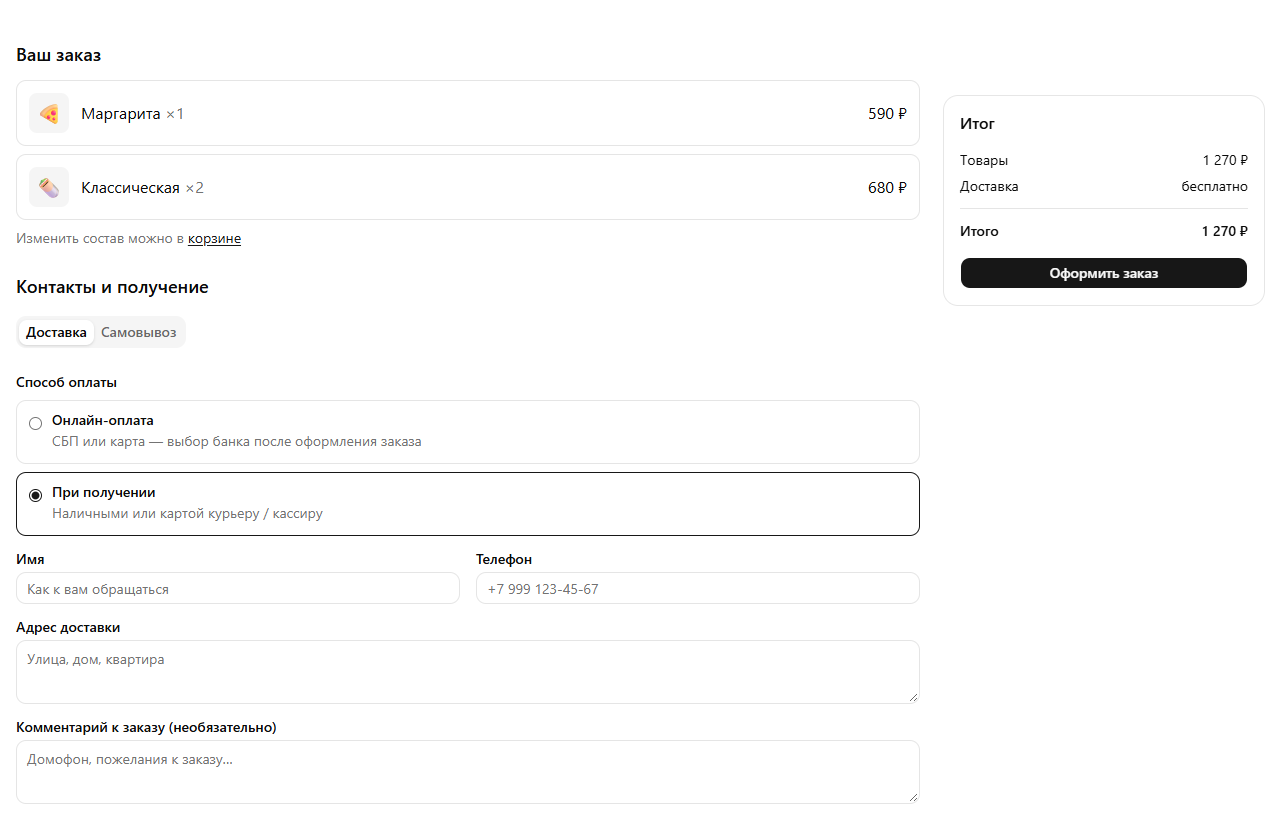 Ваш заказ
Маргарита ×1
590 ₽
Классическая ×2
680 ₽
Изменить состав можно в корзине
Контакты и получение
Доставка Самовывоз
Способ оплаты
Онлайн-оплата
СБП или карта — выбор банка после оформления заказа
При получении
Наличными или картой курьеру / кассиру
Имя
Как к вам обращаться
Телефон
+7 999 123-45-67
Адрес доставки
Улица, дом, квартира
Комментарий к заказу (необязательно)
Домофон, пожелания к заказу...
Итог
Товары 1 270 ₽
Доставка бесплатно
Итого 1 270 ₽
Оформить заказ